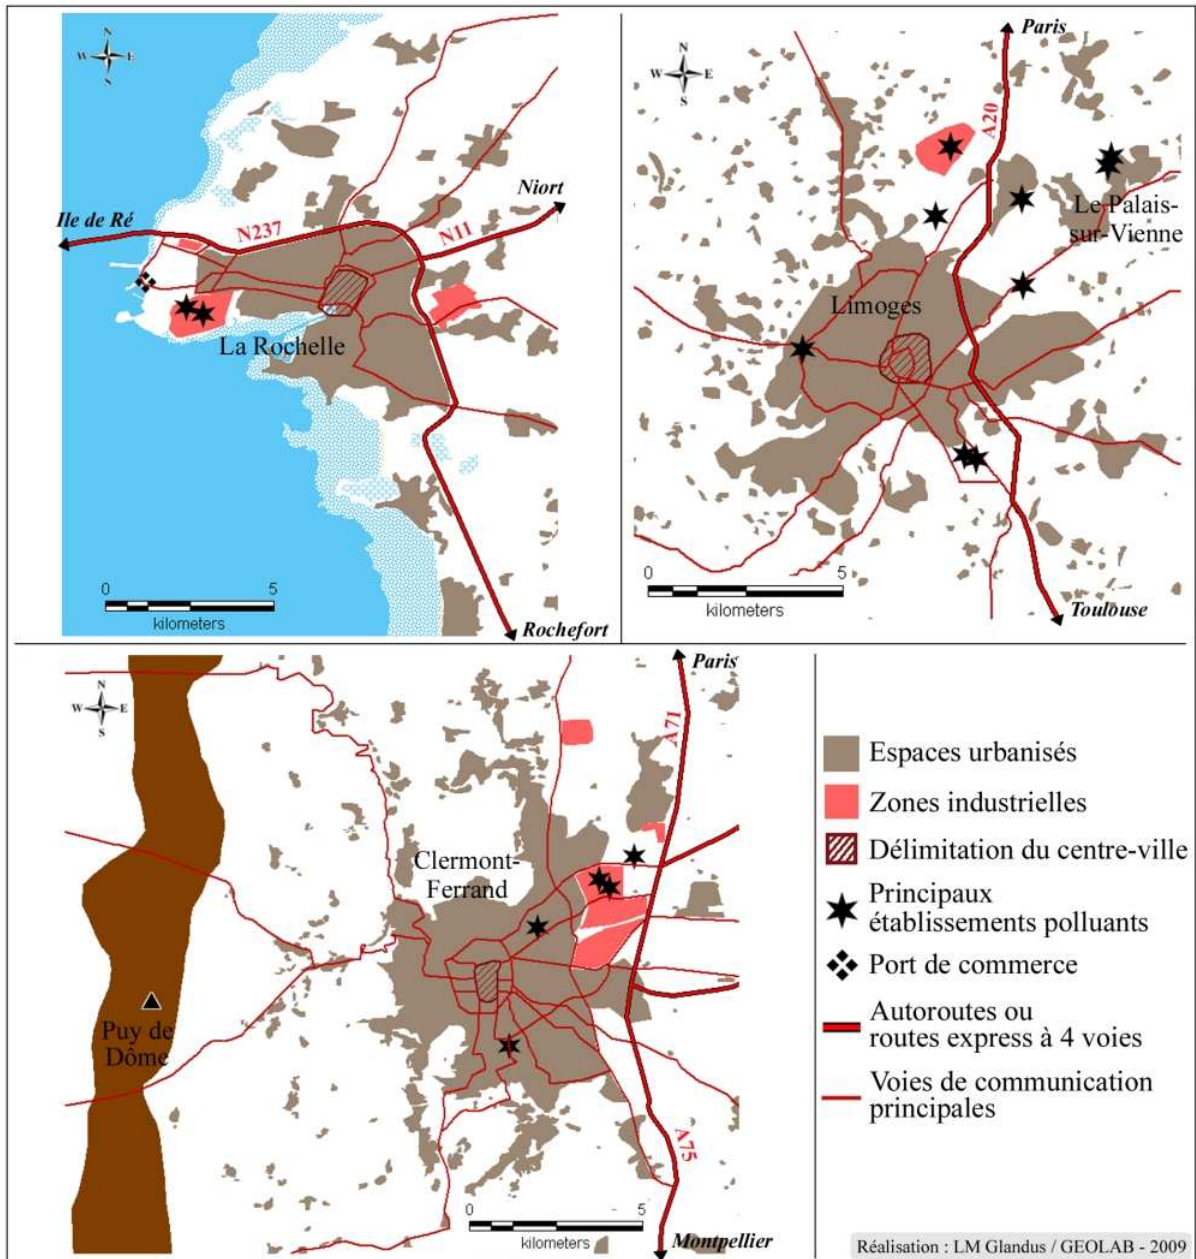 N
W
E
N
Ile de Ré
N237
N11
Niort
La Rochelle
0
5
kilometers
Rochefort
N
W
E
S
Paris
A20
Le Palais-
sur-Vienne
Limoges
0
5
kilometers
Toulouse
N
W
E
S
Paris
A71
Clermont-
Ferrand
Puy de
Dôme
A75
0
5
kilometers
Montpellier
Espaces urbanisés
Zones industrielles
Délimitation du centre-ville
Principaux
établissements polluants
Port de commerce
Autoroutes ou
routes express à 4 voies
Voies de communication
principales
Réalisation : LM Glandus / GEOLAB - 2009